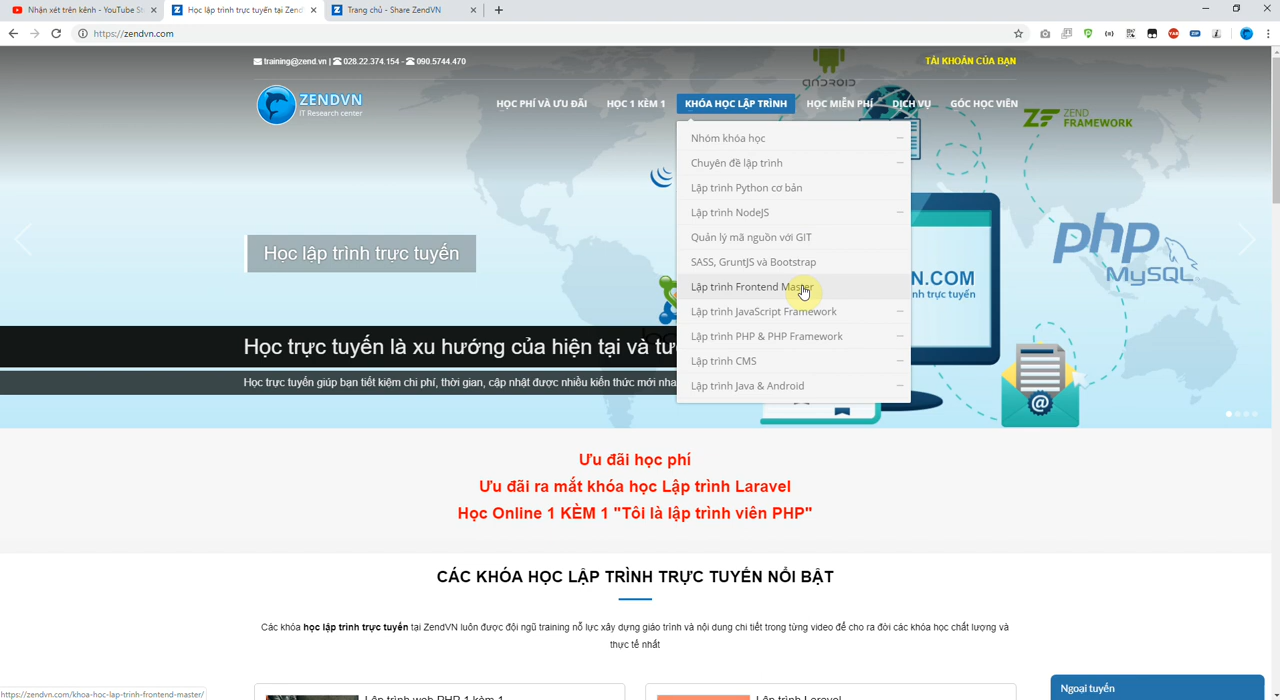 Nhận xét trên kênh - YouTube St
Học lập trình trực tuyến tại Zend
Trang chủ - Share ZendVN
https://zendvn.com
training@zend.vn | 028.22.374.154 - 090.5744.470
TÀI KHOẢN CỦA BẠN
android
ZENDVN
IT Research center
HỌC PHÍ VÀ ƯU ĐÃI
HỌC 1 KÈM 1
KHÓA HỌC LẬP TRÌNH
HỌC MIỄN PHÍ
DỊCH VỤ
GÓC HỌC VIÊN
ZF ZEND
FRAMEWORK
Nhóm khóa học
Chuyên đề lập trình
Lập trình Python cơ bản
Lập trình NodeJS
Quản lý mã nguồn với GIT
SASS, GruntJS và Bootstrap
Lập trình Frontend Master
Lập trình JavaScript Framework
Lập trình PHP & PHP Framework
Lập trình CMS
Lập trình Java & Android
Học lập trình trực tuyến
N.COM
nh trực tuyến
php
MySQL
Học trực tuyến là xu hướng của hiện tại và tư
Học trực tuyến giúp bạn tiết kiệm chi phí, thời gian, cập nhật được nhiều kiến thức mới nha
Ưu đãi học phí
Ưu đãi ra mắt khóa học Lập trình Laravel
Học Online 1 KÈM 1 "Tôi là lập trình viên PHP"
CÁC KHÓA HỌC LẬP TRÌNH TRỰC TUYẾN NỔI BẬT
Các khóa học lập trình trực tuyến tại ZendVN luôn được đội ngũ training nỗ lực xây dựng giáo trình và nội dung chi tiết trong từng video để cho ra đời các khóa học chất lượng và
thực tế nhất
Lập trình web PHP 1 kèm 1
Lập trình Laravel
Ngoại tuyến
https://zendvn.com/khoa-hoc-lap-trinh-frontend-master/